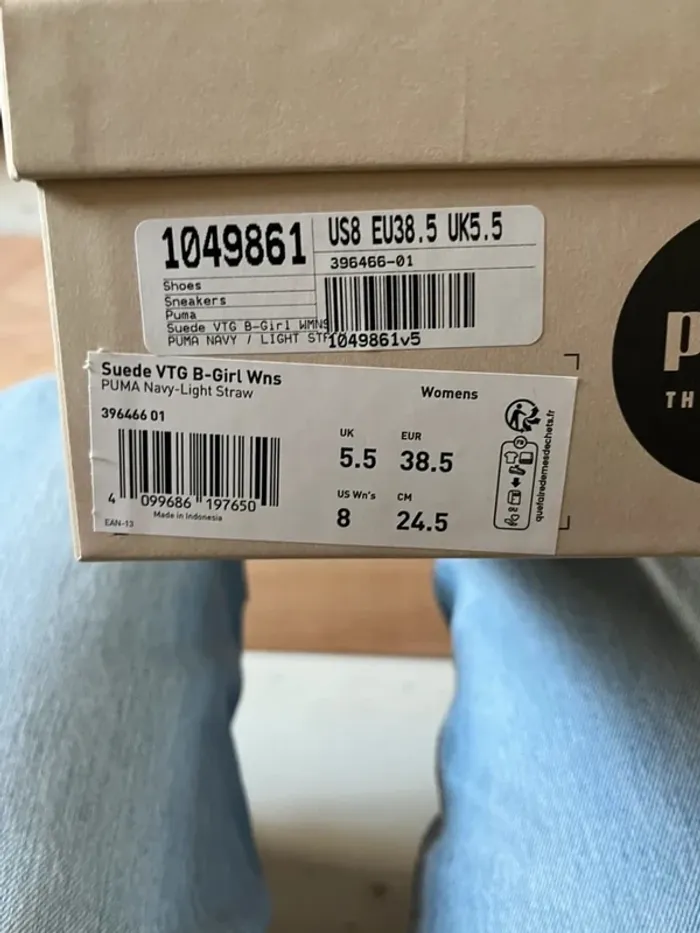 1049861
US8 EU38.5 UK5.5
396466-01
Shoes
Sneakers
Puma
Suede VTG B-Girl WMNS
PUMA NAVY / LIGHT STR
1049861v5
Suede VTG B-Girl Wns
PUMA Navy-Light Straw
Womens
396466 01
UK
5.5
EUR
38.5
US Wn's
8
CM
24.5
4 099686 197650
Made in Indonesia
EAN-13
FR
quefairedemesdechets.fr
P
TH